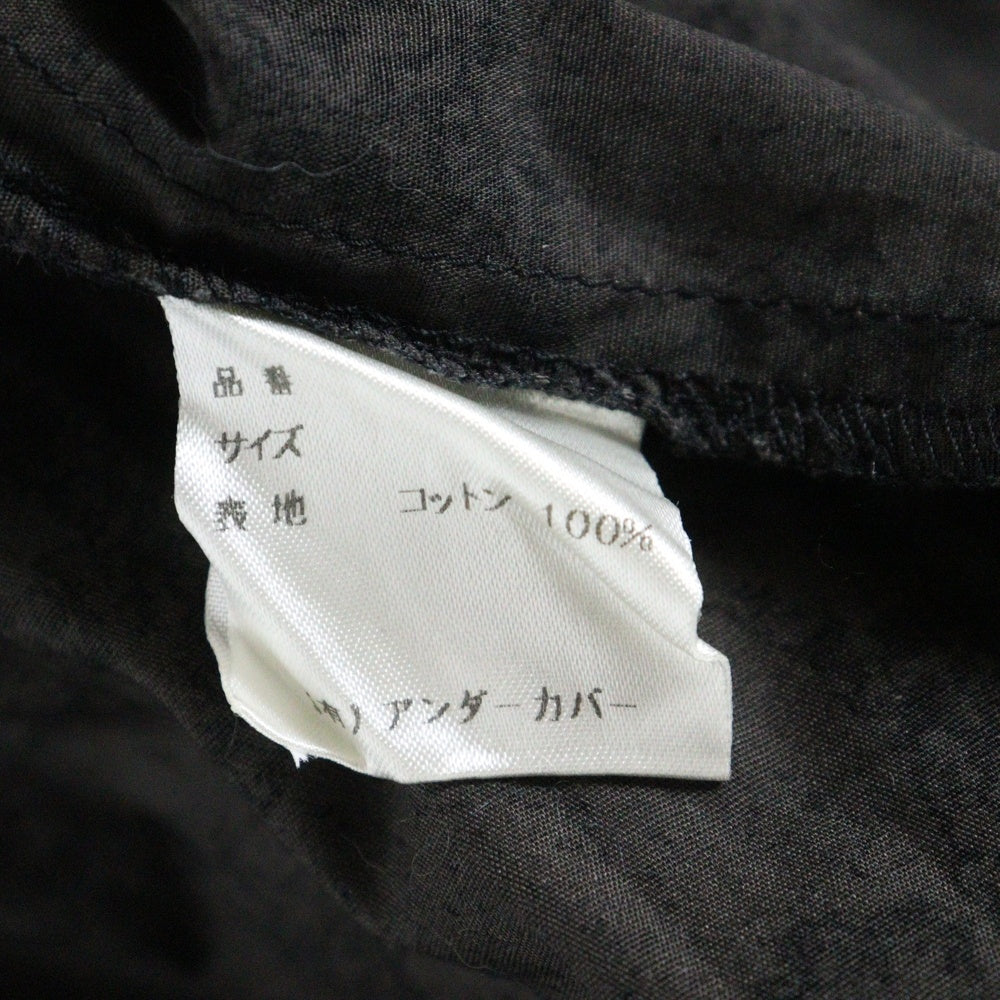 品番
サイズ
表地 コットン 100%
(有) アンダーカバー